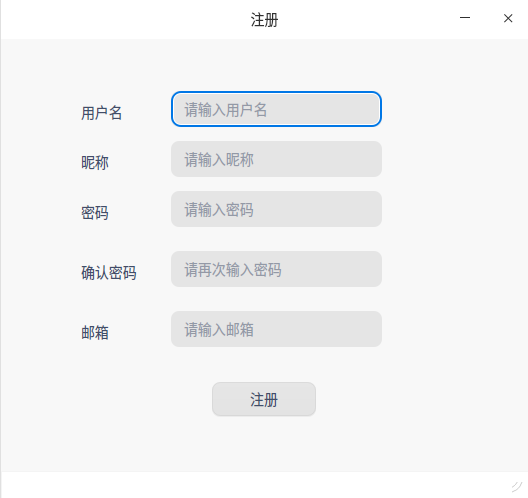 注册
用户名 请输入用户名
昵称 请输入昵称
密码 请输入密码
确认密码 请再次输入密码
邮箱 请输入邮箱
注册